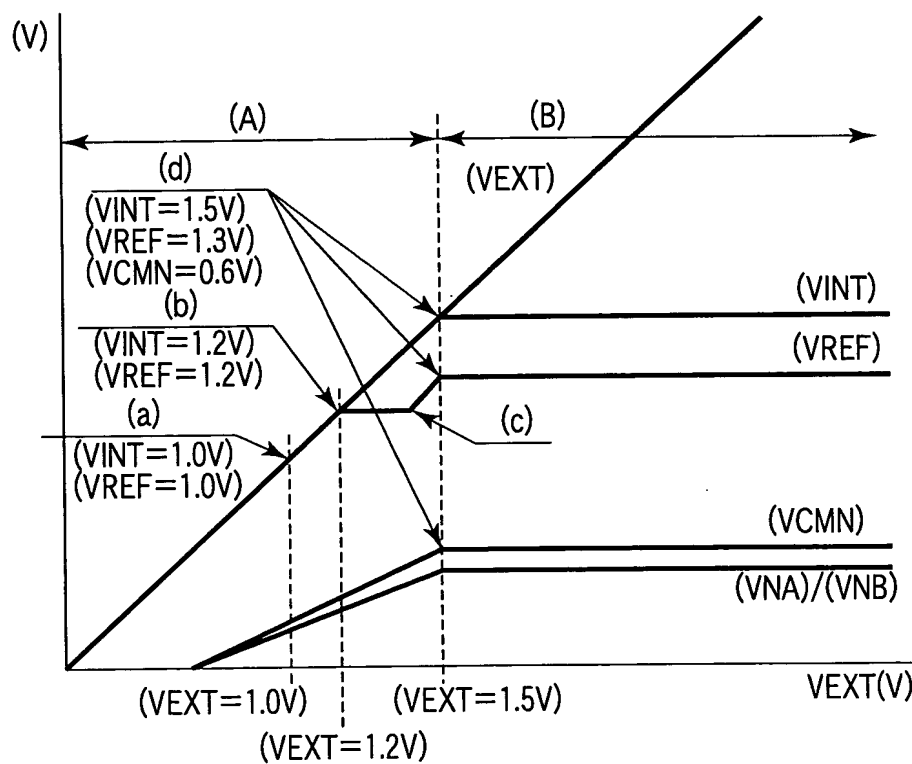 (V)
(A)
(B)
(d)
(VEXT)
(VINT=1.5V)
(VREF=1.3V)
(VCMN=0.6V)
(VINT)
(b)
(VINT=1.2V)
(VREF=1.2V)
(VREF)
(a)
(c)
(VINT=1.0V)
(VREF=1.0V)
(VCMN)
(VNA)/(VNB)
(VEXT=1.0V)
(VEXT=1.5V)
VEXT(V)
(VEXT=1.2V)